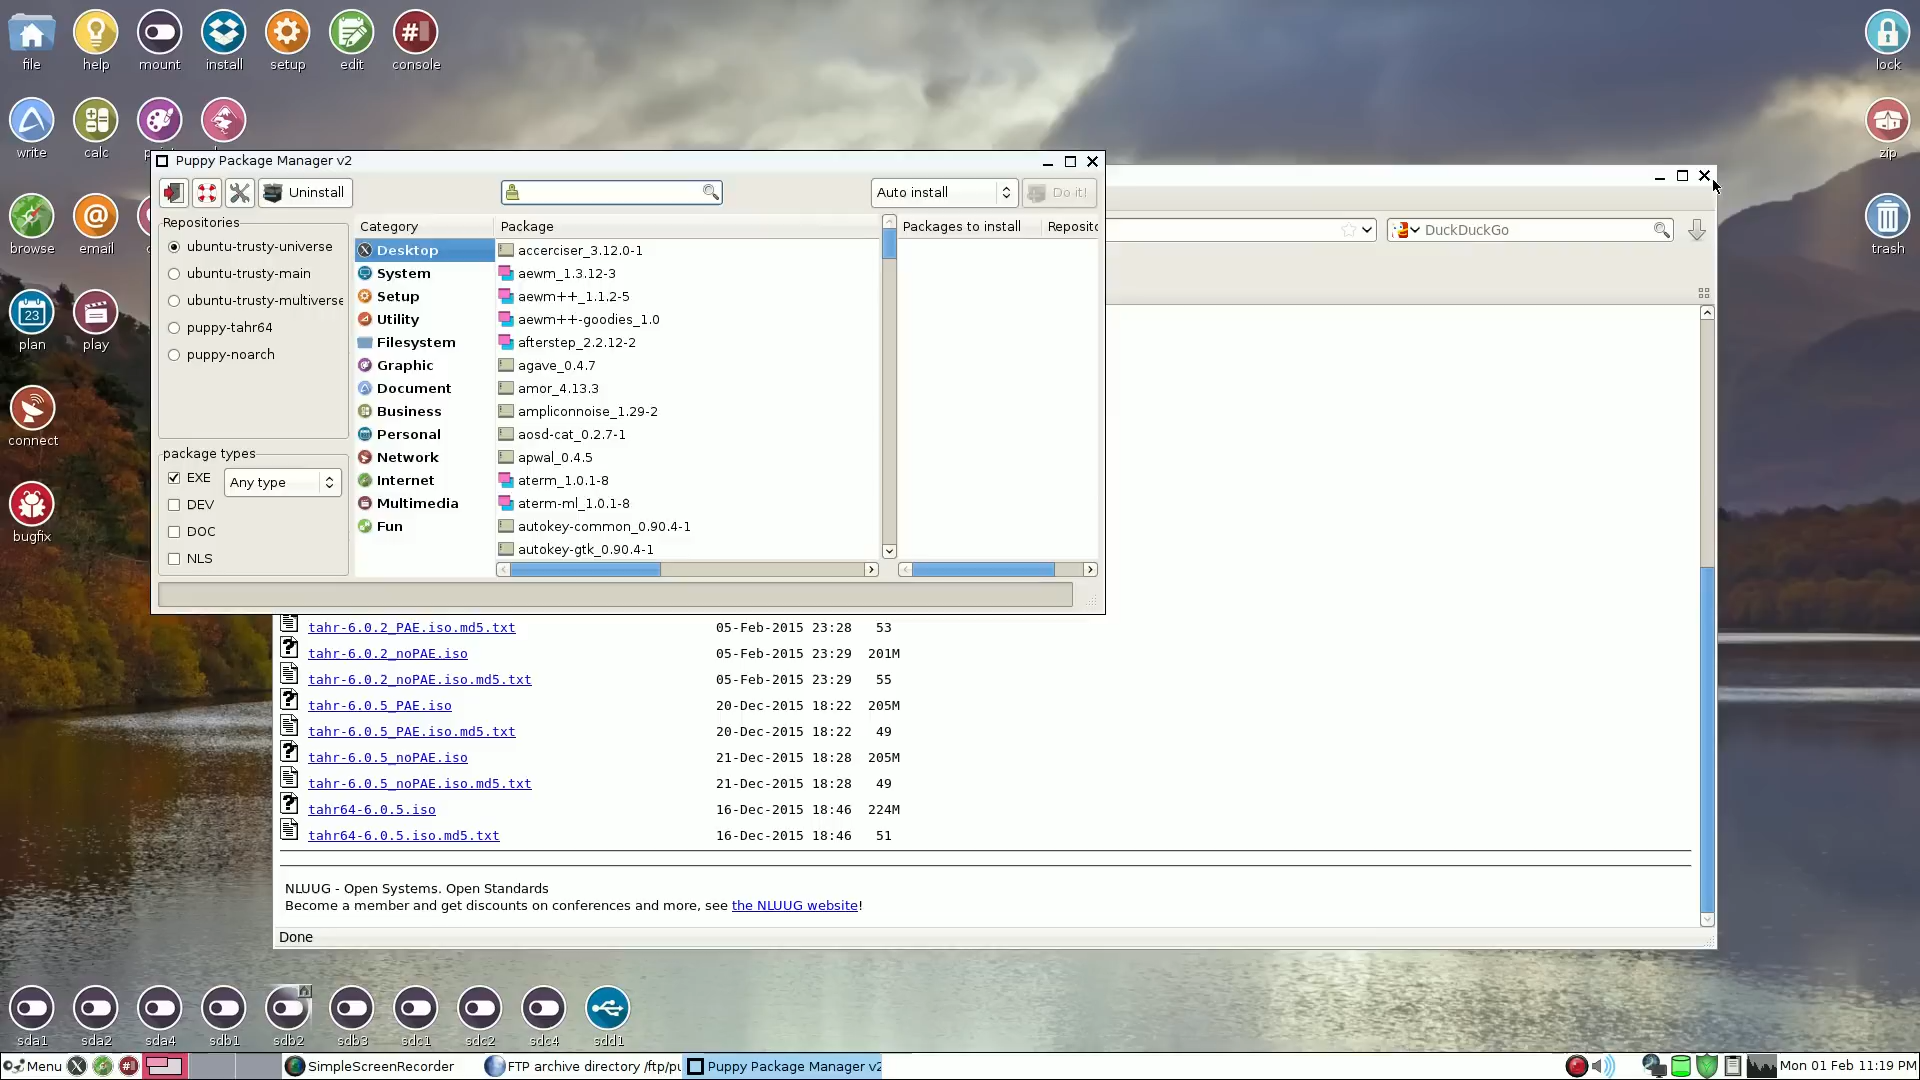 file
help
mount
install
setup
edit
console
lock
write
calc
zip
browse
email
trash
plan
23
play
connect
bugfix
Puppy Package Manager v2
Uninstall
Auto install
Do it!
Repositories
ubuntu-trusty-universe
ubuntu-trusty-main
ubuntu-trusty-multiverse
puppy-tahr64
puppy-noarch
package types
EXE
Any type
DEV
DOC
NLS
Category
Desktop
System
Setup
Utility
Filesystem
Graphic
Document
Business
Personal
Network
Internet
Multimedia
Fun
Package
accerciser_3.12.0-1
aewm_1.3.12-3
aewm++_1.1.2-5
aewm++-goodies_1.0
afterstep_2.2.12-2
agave_0.4.7
amor_4.13.3
ampliconnoise_1.29-2
aosd-cat_0.2.7-1
apwal_0.4.5
aterm_1.0.1-8
aterm-ml_1.0.1-8
autokey-common_0.90.4-1
autokey-gtk_0.90.4-1
Packages to install
Reposito
DuckDuckGo
tahr-6.0.2_PAE.iso.md5.txt 05-Feb-2015 23:28 53
tahr-6.0.2_noPAE.iso 05-Feb-2015 23:29 201M
tahr-6.0.2_noPAE.iso.md5.txt 05-Feb-2015 23:29 55
tahr-6.0.5_PAE.iso 20-Dec-2015 18:22 205M
tahr-6.0.5_PAE.iso.md5.txt 20-Dec-2015 18:22 49
tahr-6.0.5_noPAE.iso 21-Dec-2015 18:28 205M
tahr-6.0.5_noPAE.iso.md5.txt 21-Dec-2015 18:28 49
tahr64-6.0.5.iso 16-Dec-2015 18:46 224M
tahr64-6.0.5.iso.md5.txt 16-Dec-2015 18:46 51
NLUUG - Open Systems. Open Standards
Become a member and get discounts on conferences and more, see the NLUUG website!
Done
sda1
sda2
sda4
sdb1
sdb2
sdb3
sdc1
sdc2
sdc4
sdd1
Menu
SimpleScreenRecorder
FTP archive directory /ftp/pu
Puppy Package Manager v2
Mon 01 Feb 11:19 PM